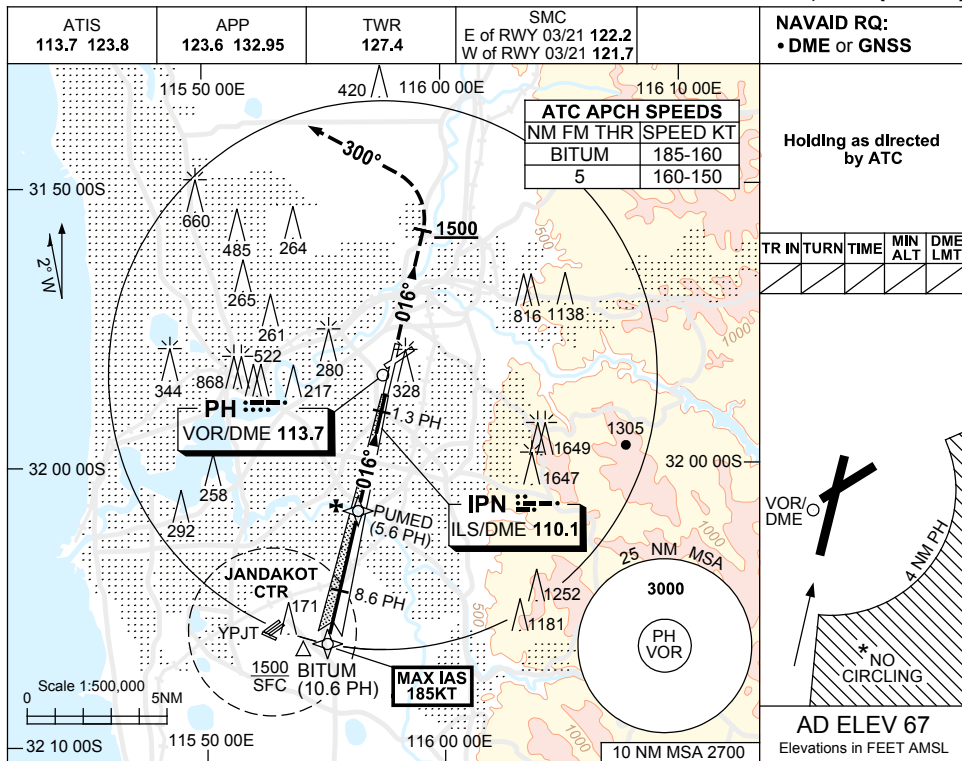 ATIS
113.7 123.8
APP
123.6 132.95
TWR
127.4
SMC
E of RWY 03/21 122.2
W of RWY 03/21 121.7
NAVAID RQ:
• DME or GNSS
Holding as directed
by ATC
TR IN TURN TIME MIN ALT DME LMT
ATC APCH SPEEDS
NM FM THR SPEED KT
BITUM 185-160
5 160-150
115 50 00E
420
116 00 00E
116 10 00E
300°
31 50 00S
660
485
264
1500
500
2° W
265
261
016°
816
1138
1000
280
522
344
868
217
328
PH
VOR/DME 113.7
1.3 PH
1305
1649
1647
32 00 00S
32 00 00S
016°
258
292
PUMED
(5.6 PH)
IPN
ILS/DME 110.1
1000
25 NM MSA
3000
PH
VOR
10 NM MSA 2700
JANDAKOT
CTR
171
YPJT
8.6 PH
500
1252
1181
1500
SFC
BITUM
(10.6 PH)
MAX IAS
185KT
Scale 1:500,000
0 5NM
32 10 00S
115 50 00E
116 00 00E
1000
VOR/
DME
4 NM PH
* NO
CIRCLING
AD ELEV 67
Elevations in FEET AMSL